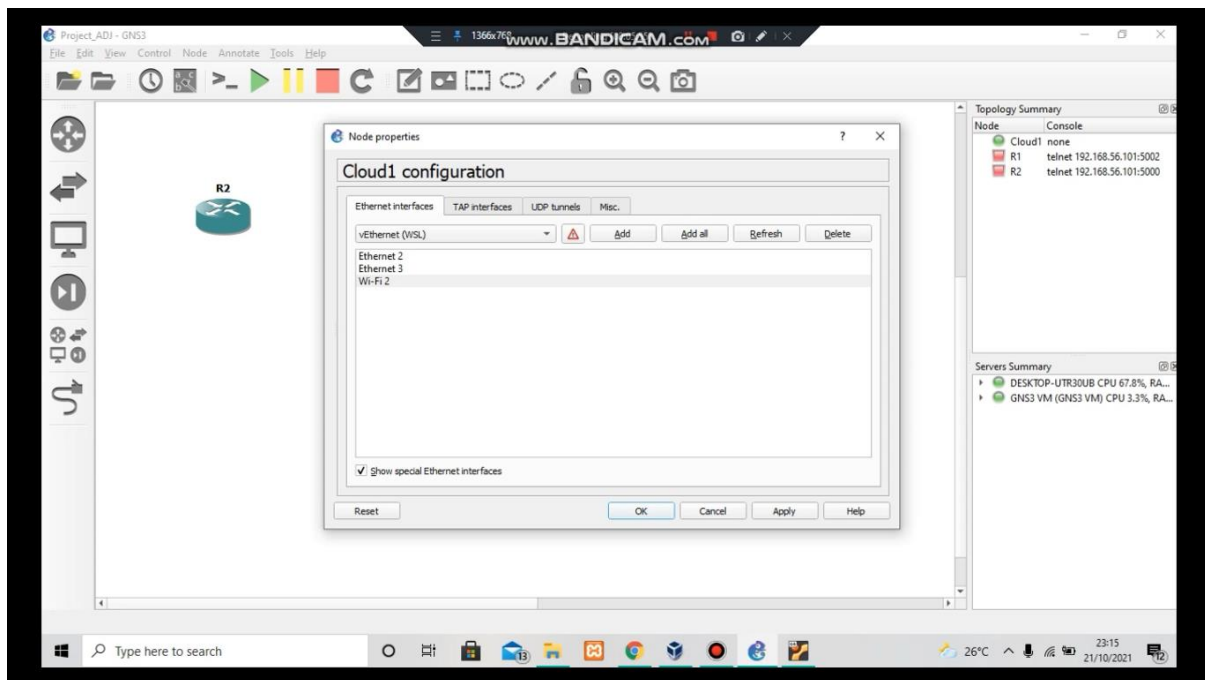 Project_ADJ - GNS3
1366x768
www.BANDICAM.com
File Edit View Control Node Annotate Tools Help
Topology Summary
Node Console
Cloud1 none
R1 telnet 192.168.56.101:5002
R2 telnet 192.168.56.101:5000
R2
Node properties ? ×
Cloud1 configuration
Ethernet interfaces TAP interfaces UDP tunnels Misc.
vEthernet (WSL) Add Add all Refresh Delete
Ethernet 2
Ethernet 3
Wi-Fi 2
Show special Ethernet interfaces
Reset OK Cancel Apply Help
Servers Summary
DESKTOP-UTR30UB CPU 67.8%, RA...
GNS3 VM (GNS3 VM) CPU 3.3%, RA...
Type here to search
13
26°C
23:15
21/10/2021
12